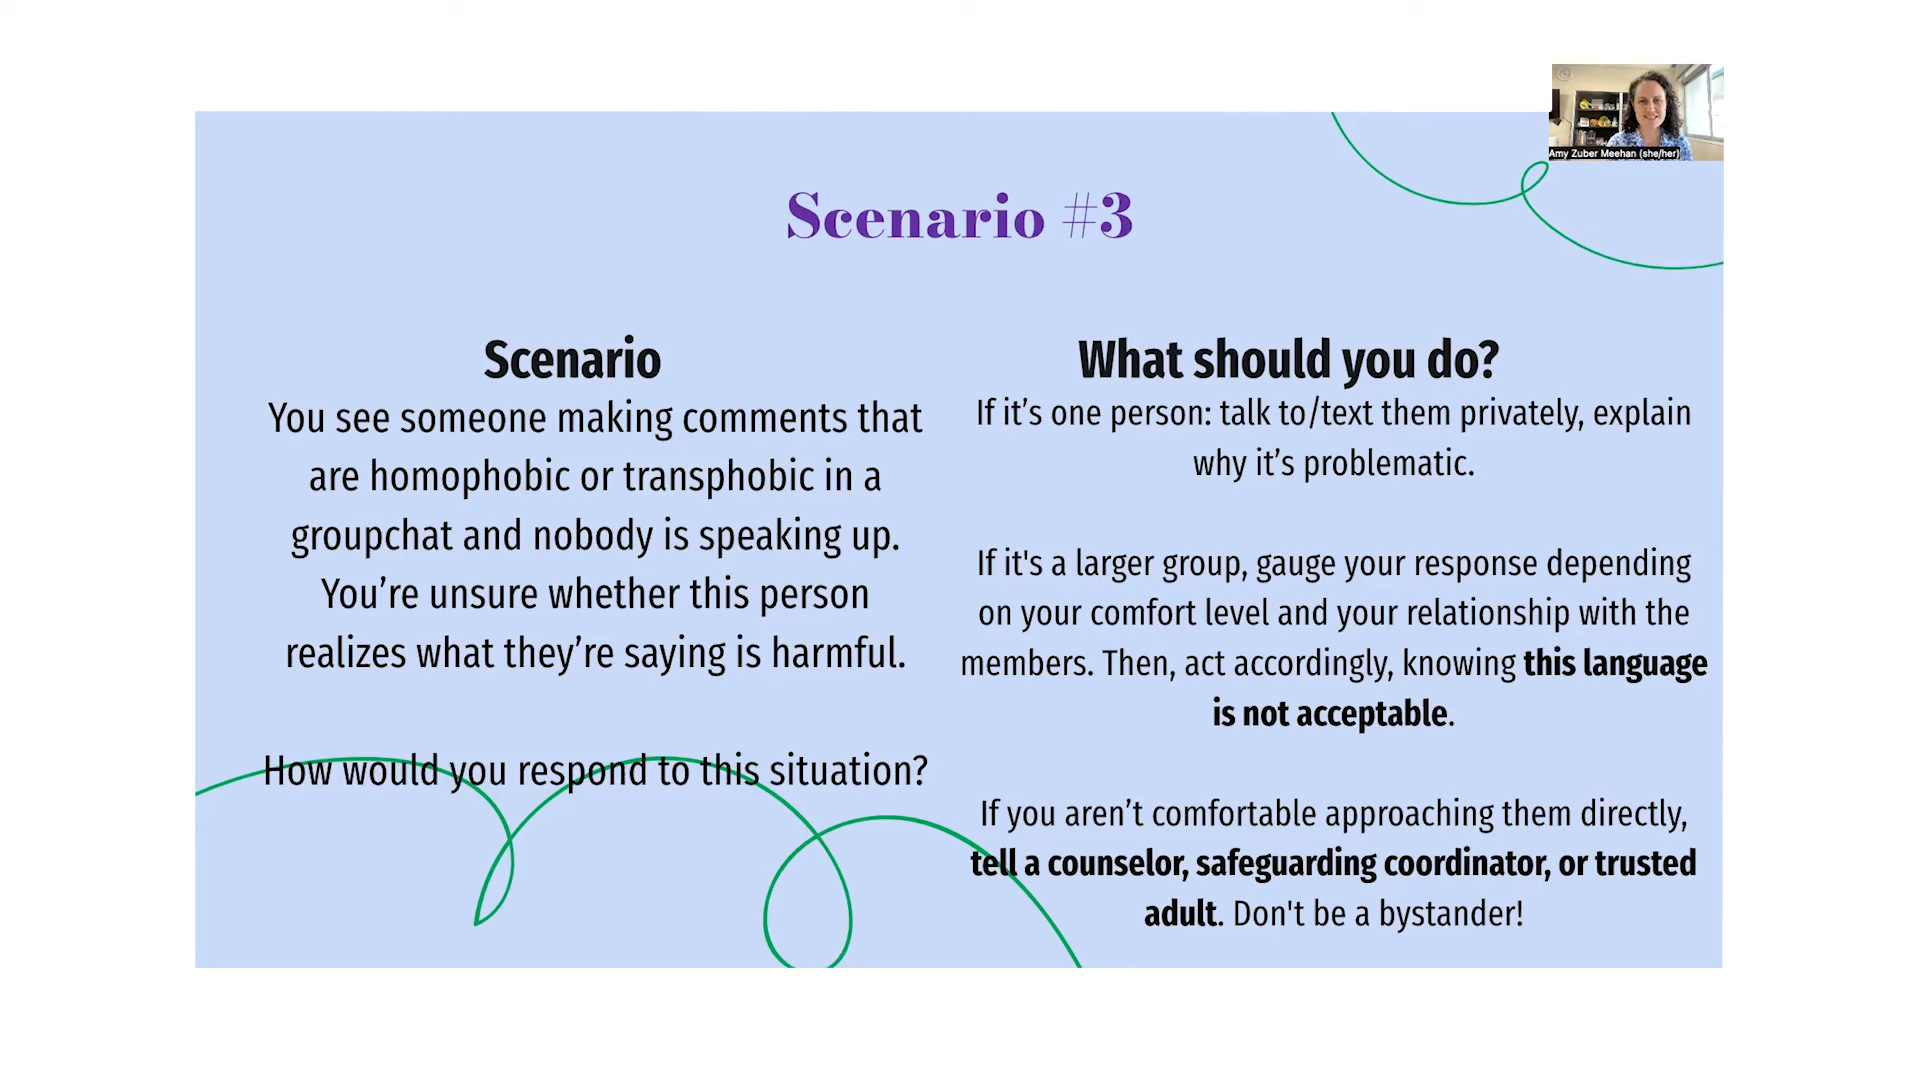 Amy Zuber Meehan (she/her)
Scenario #3
Scenario
You see someone making comments that
are homophobic or transphobic in a
groupchat and nobody is speaking up.
You’re unsure whether this person
realizes what they’re saying is harmful.
How would you respond to this situation?
What should you do?
If it’s one person: talk to/text them privately, explain
why it’s problematic.
If it's a larger group, gauge your response depending
on your comfort level and your relationship with the
members. Then, act accordingly, knowing this language
is not acceptable.
If you aren’t comfortable approaching them directly,
tell a counselor, safeguarding coordinator, or trusted
adult. Don't be a bystander!